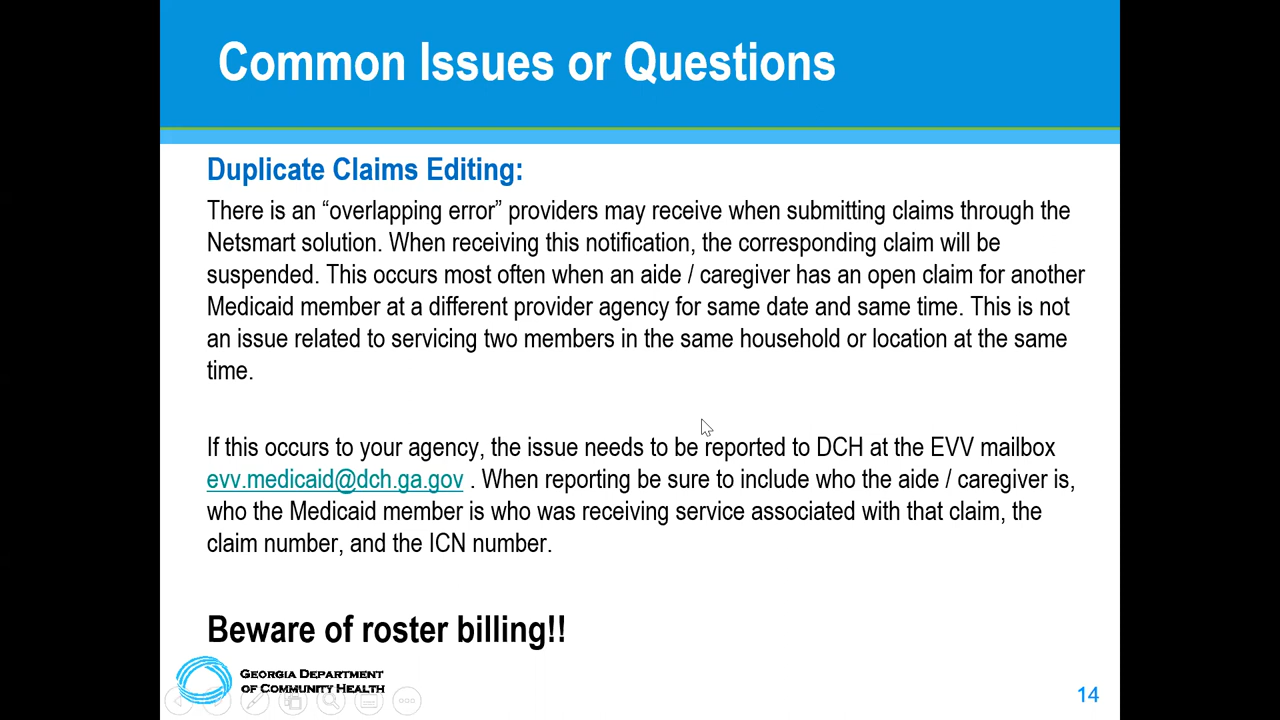 Common Issues or Questions
Duplicate Claims Editing:
There is an “overlapping error” providers may receive when submitting claims through the
Netsmart solution. When receiving this notification, the corresponding claim will be
suspended. This occurs most often when an aide / caregiver has an open claim for another
Medicaid member at a different provider agency for same date and same time. This is not
an issue related to servicing two members in the same household or location at the same
time.
If this occurs to your agency, the issue needs to be reported to DCH at the EVV mailbox
evv.medicaid@dch.ga.gov . When reporting be sure to include who the aide / caregiver is,
who the Medicaid member is who was receiving service associated with that claim, the
claim number, and the ICN number.
Beware of roster billing!!
GEORGIA DEPARTMENT
OF COMMUNITY HEALTH
14